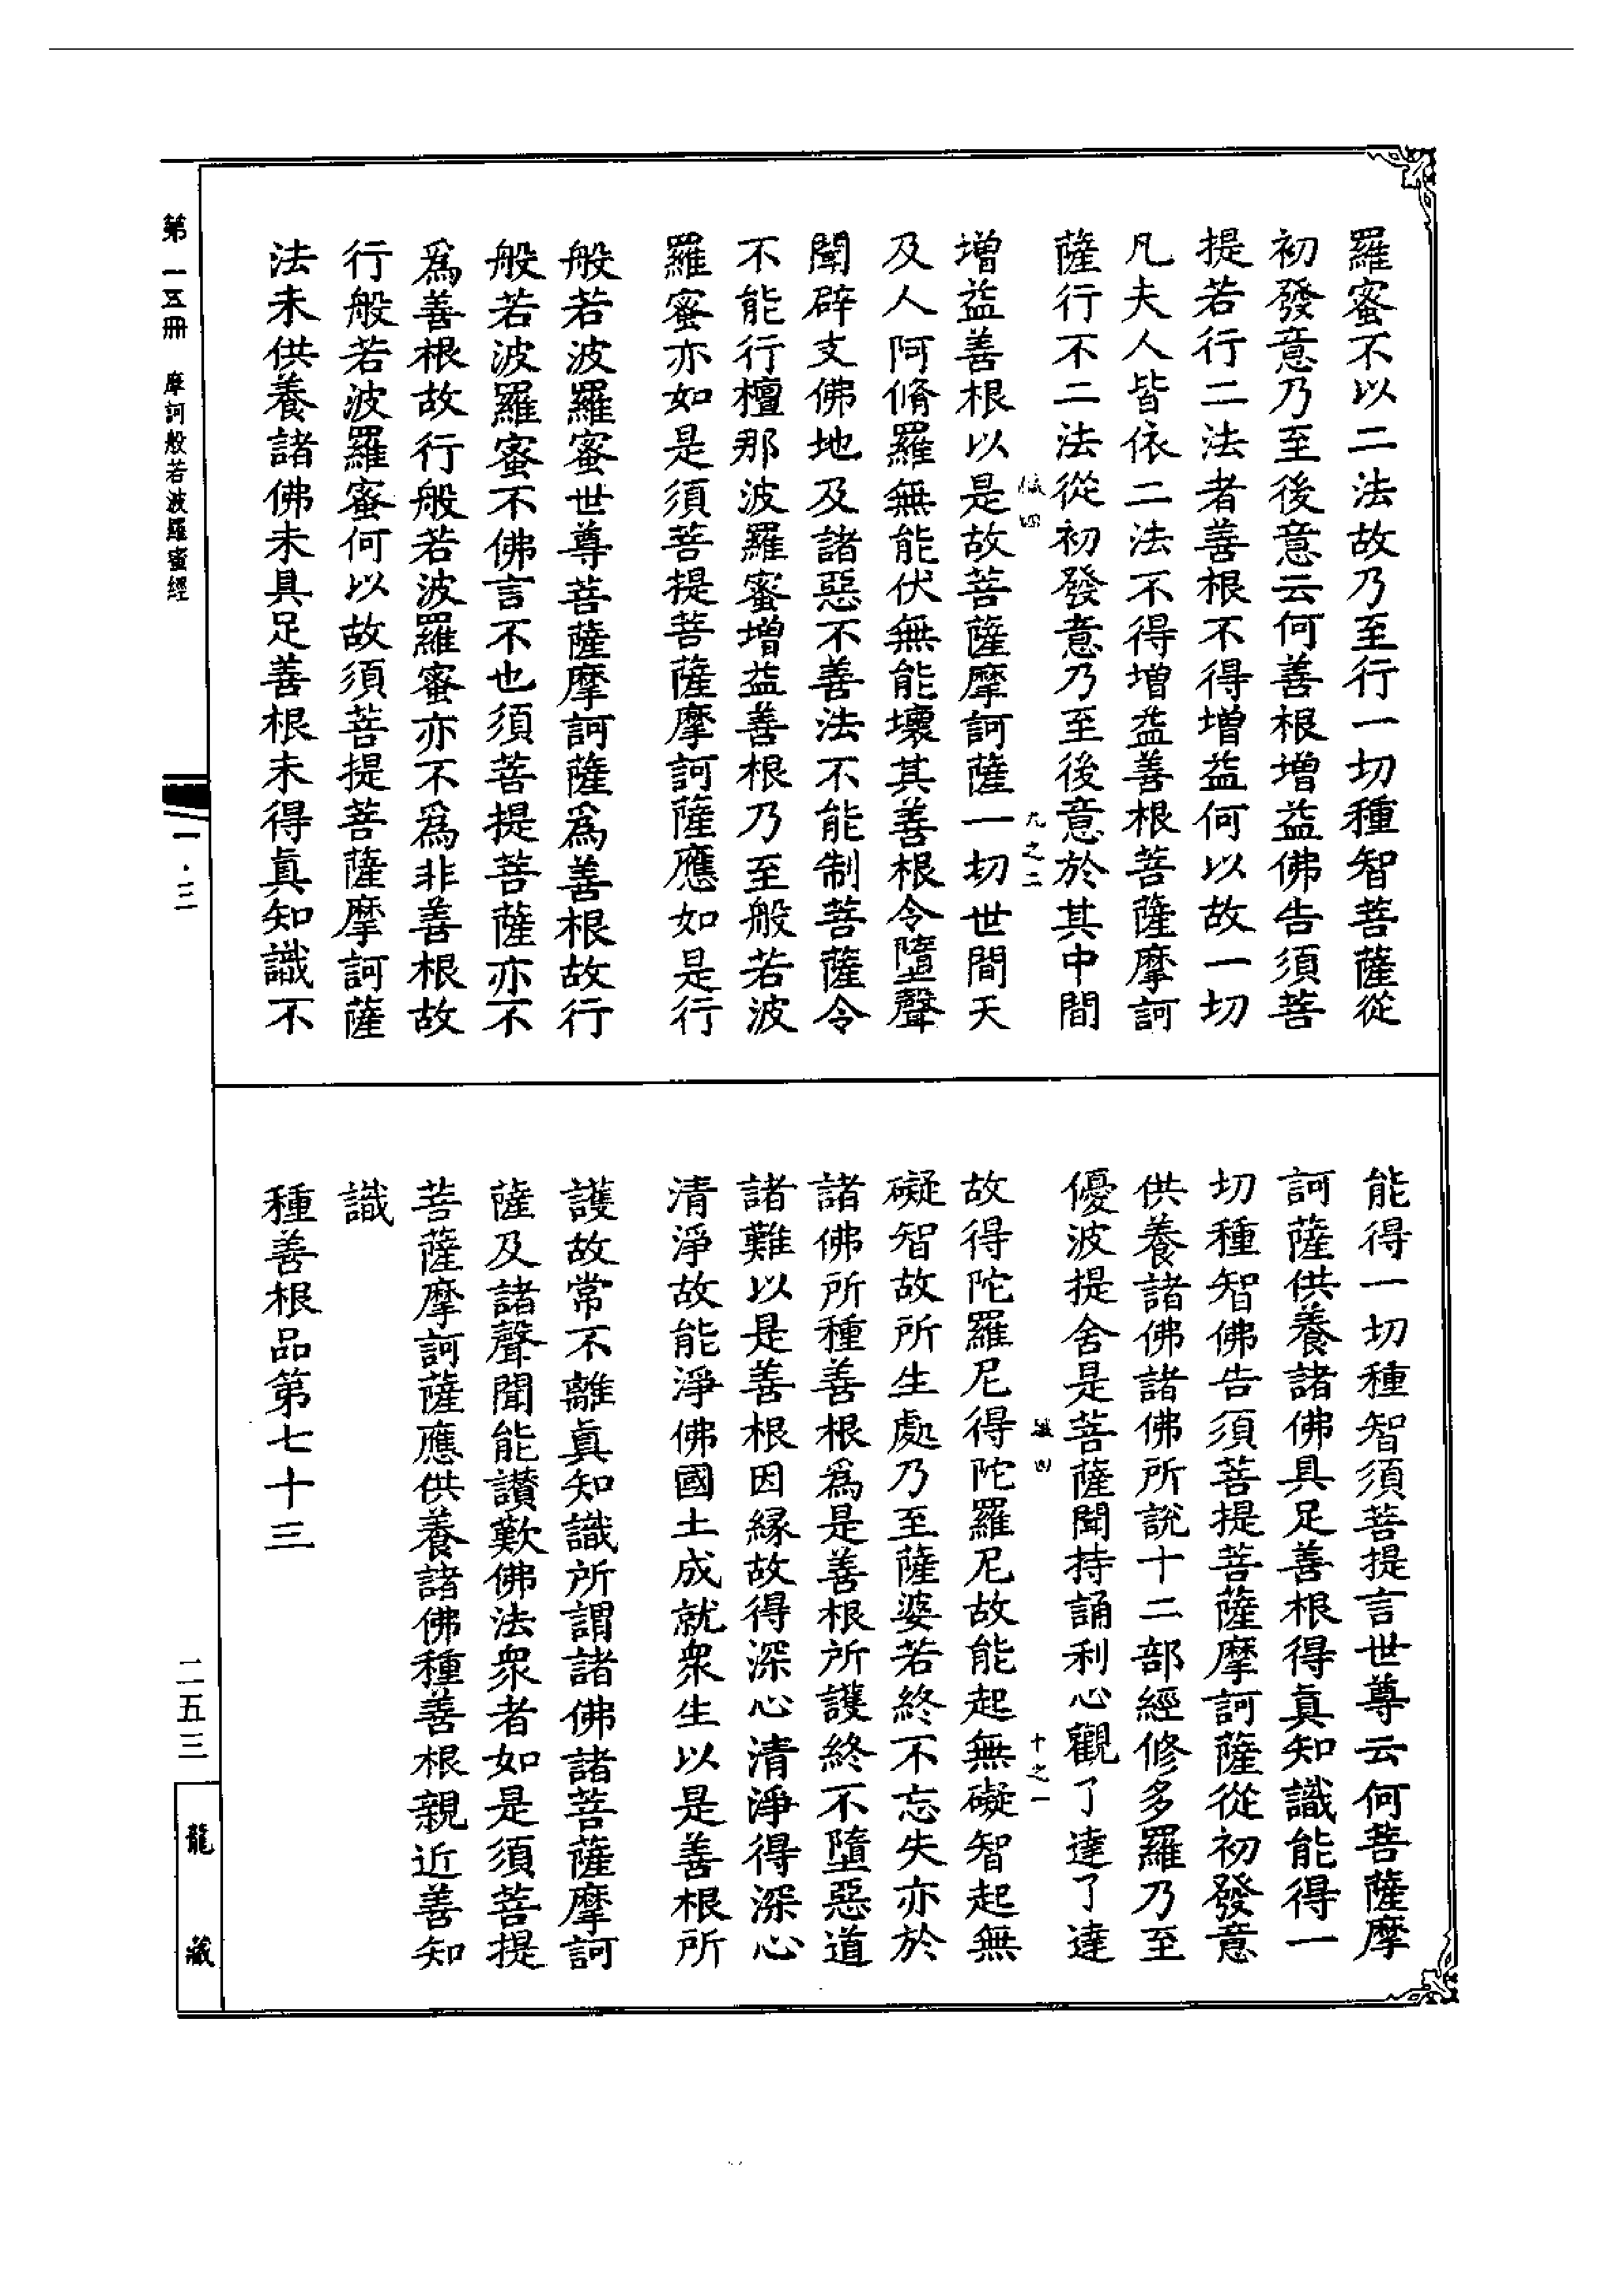 羅蜜不以二法故乃至行一切種智菩薩從
初發意乃至後意云何善根增益佛告須菩
提若行二法者善根不得增益何以故一切
凡夫人皆依二法不得增益善根菩薩摩訶
薩行不二法從初發意乃至後意於其中間
九之二
增益善根以是故菩薩摩訶薩一切世間天
及人阿脩羅無能伏無能壞其善根令墮聲
聞辟支佛地及諸惡不善法不能制菩薩令
不能行檀那波羅蜜增益善根乃至般若波
羅蜜亦如是須菩提菩薩摩訶薩應如是行
般若波羅蜜世尊菩薩摩訶薩爲善根故行
般若波羅蜜不佛言不也須菩提菩薩亦不
爲善根故行般若波羅蜜亦不爲非善根故
行般若波羅蜜何以故須菩提菩薩摩訶薩
法未供養諸佛未具足善根未得眞知識不
能得一切種智須菩提言世尊云何菩薩摩
訶薩供養諸佛具足善根得眞知識能得一
切種智佛告須菩提菩薩摩訶薩從初發意
供養諸佛諸佛所說十二部經修多羅乃至
優波提舍是菩薩聞持誦利心觀了達了達
十之一
故得陀羅尼得陀羅尼故能起無礙智起無
礙智故所生處乃至薩婆若終不忘失亦於
諸佛所種善根爲是善根所護終不墮惡道
諸難以是善根因緣故得深心清淨得深心
清淨故能淨佛國土成就衆生以是善根所
護故常不離眞知識所謂諸佛諸菩薩摩訶
薩及諸聲聞能讚歎佛法衆者如是須菩提
菩薩摩訶薩應供養諸佛種善根親近善知
識
種善根品第七十三
第一五冊 摩訶般若波羅蜜經
一·三
二五三
龍藏